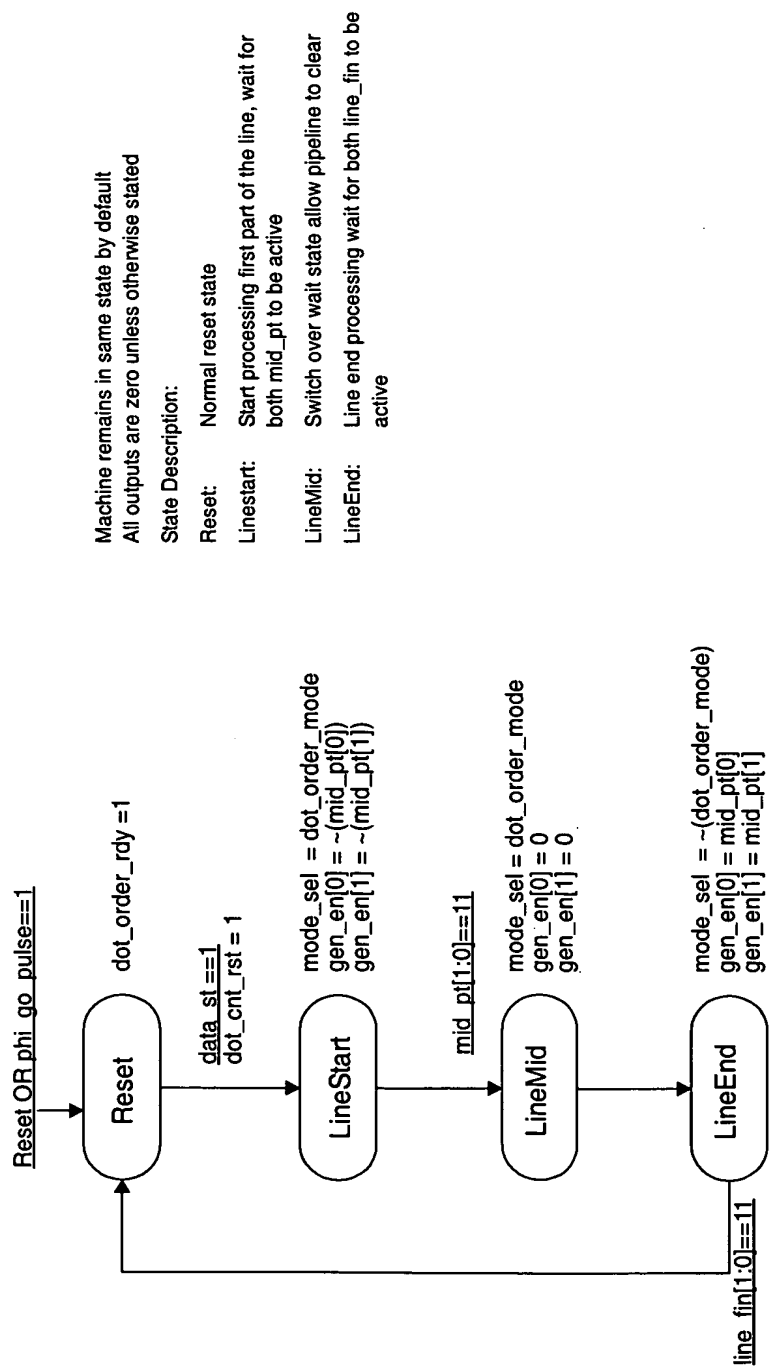 Reset OR phi_go_pulse==1
Reset
dot_order_rdy =1
data_st ==1
dot_cnt_rst = 1
LineStart
mode_sel = dot_order_mode
gen_en[0] = ~(mid_pt[0])
gen_en[1] = ~(mid_pt[1])
mid_pt[1:0]==11
LineMid
mode_sel = dot_order_mode
gen_en[0] = 0
gen_en[1] = 0
LineEnd
mode_sel = ~(dot_order_mode)
gen_en[0] = mid_pt[0]
gen_en[1] = mid_pt[1]
line_fin[1:0]==11
Machine remains in same state by default
All outputs are zero unless otherwise stated
State Description:
Reset: Normal reset state
Linestart: Start processing first part of the line, wait for
both mid_pt to be active
LineMid: Switch over wait state allow pipeline to clear
LineEnd: Line end processing wait for both line_fin to be
active